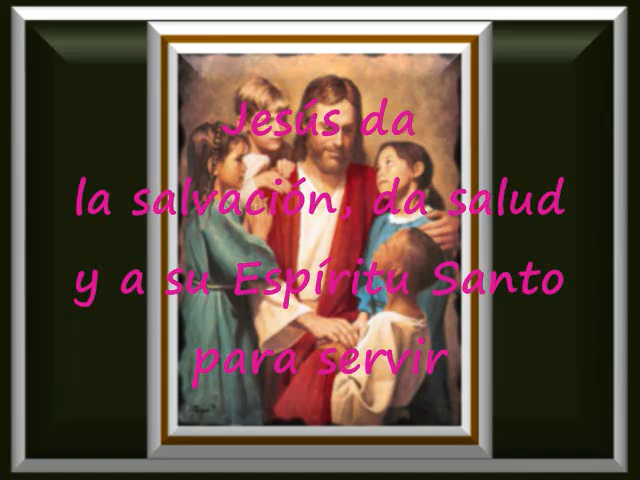 Jesús da
la salvación, da salud
y a su Espíritu Santo
para servir